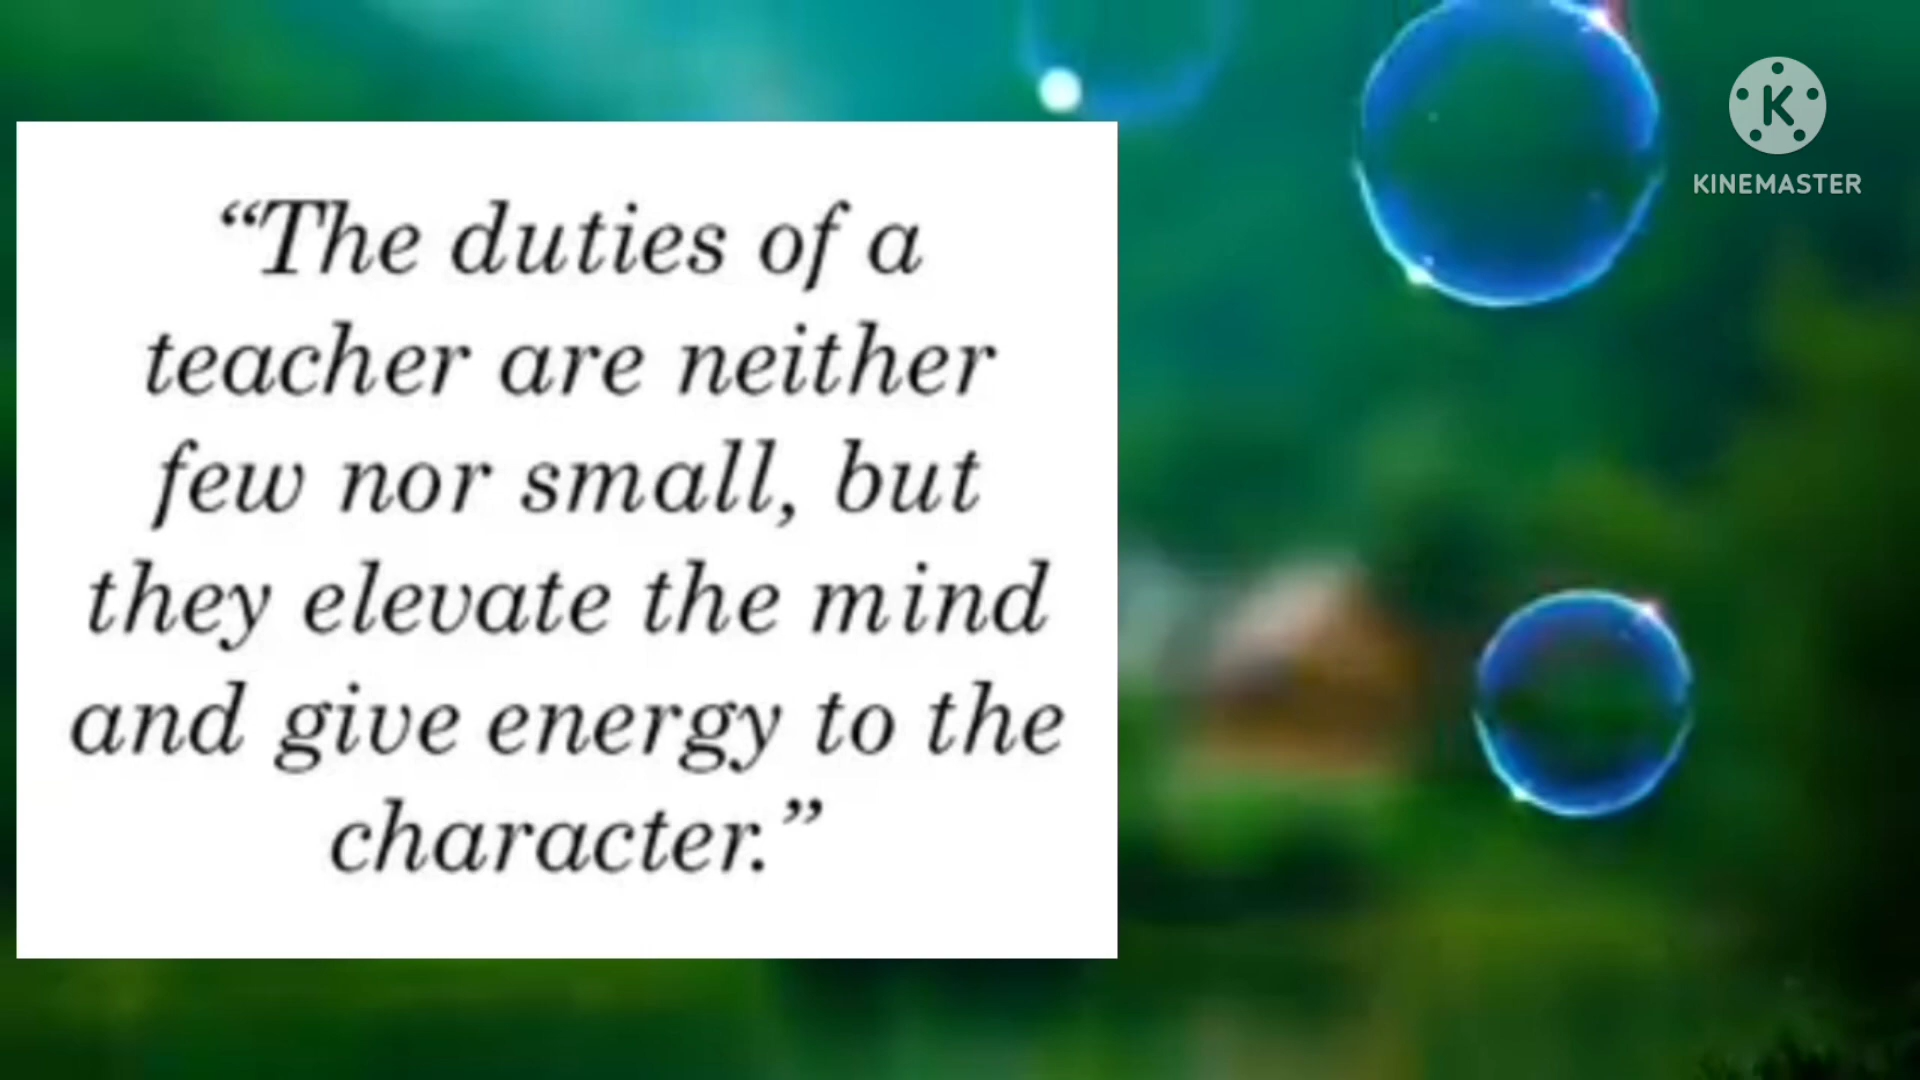 “The duties of a
teacher are neither
few nor small, but
they elevate the mind
and give energy to the
character.”
K
KINEMASTER